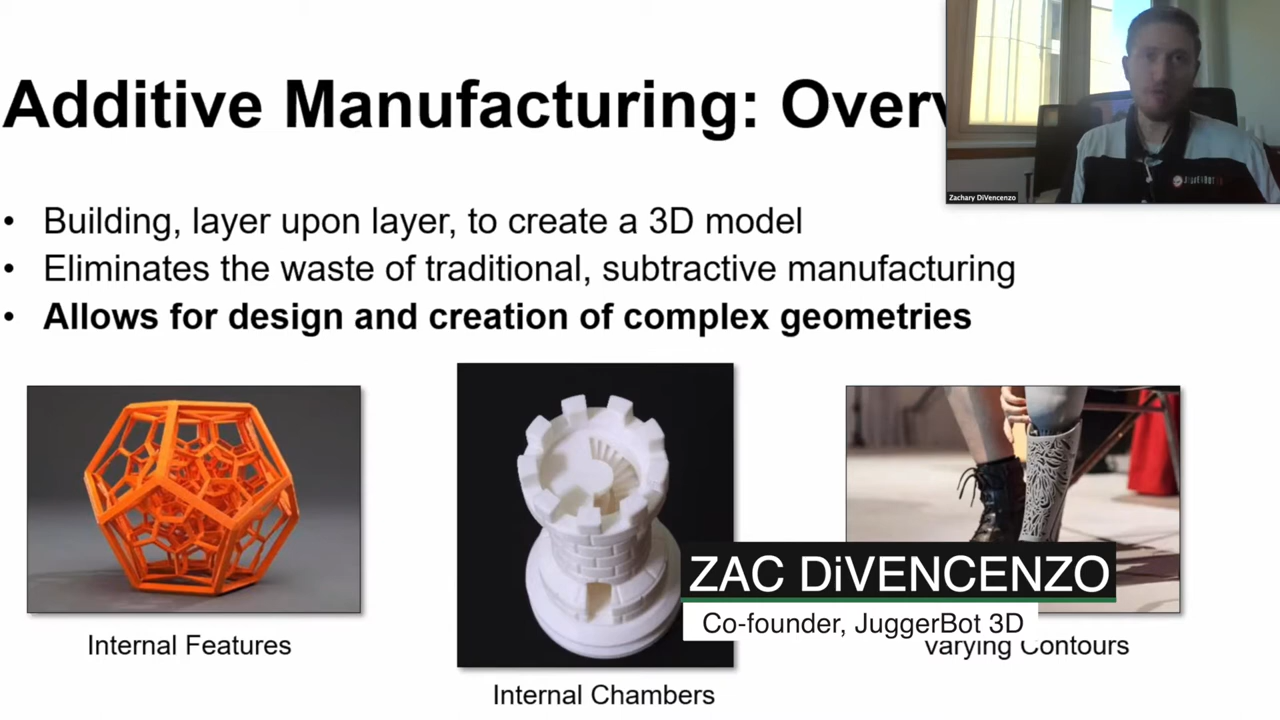 Additive Manufacturing: Overv
Zachary DiVencenzo
• Building, layer upon layer, to create a 3D model
• Eliminates the waste of traditional, subtractive manufacturing
• Allows for design and creation of complex geometries
ZAC DiVENCENZO
Co-founder, JuggerBot 3D
Internal Features
Varying Contours
Internal Chambers